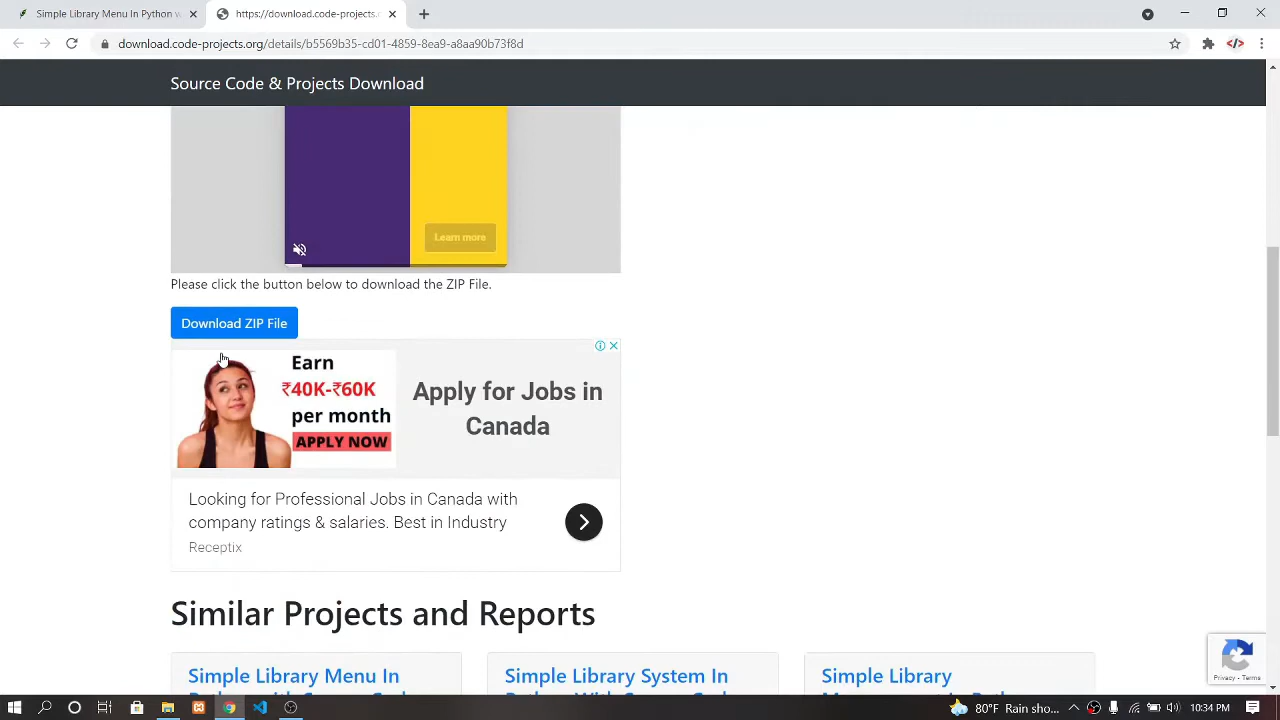 Simple Library Menu In Python w
https://download.code-projects.o
download.code-projects.org/details/b5569b35-cd01-4859-8ea9-a8aa90b73f8d
Source Code & Projects Download
Learn more
Please click the button below to download the ZIP File.
Download ZIP File
Earn
₹40K-₹60K
per month
APPLY NOW
Apply for Jobs in
Canada
Looking for Professional Jobs in Canada with
company ratings & salaries. Best in Industry
Receptix
Similar Projects and Reports
Simple Library Menu In
Simple Library System In
Simple Library
Privacy - Terms
80°F Rain sho...
10:34 PM